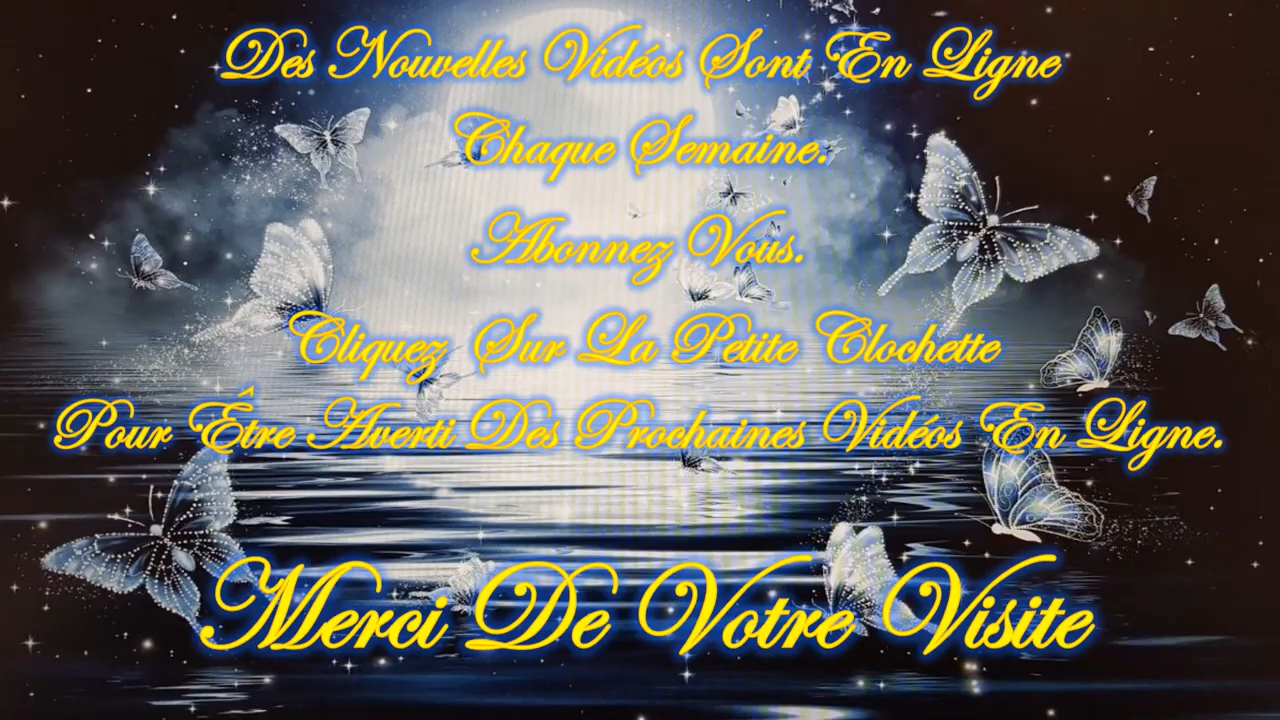 Des Nouvelles Vidéos Sont En Ligne
Chaque Semaine.
Abonnez Vous.
Cliquez Sur La Petite Clochette
Pour Être Averti Des Prochaines Vidéos En Ligne.
Merci De Votre Visite